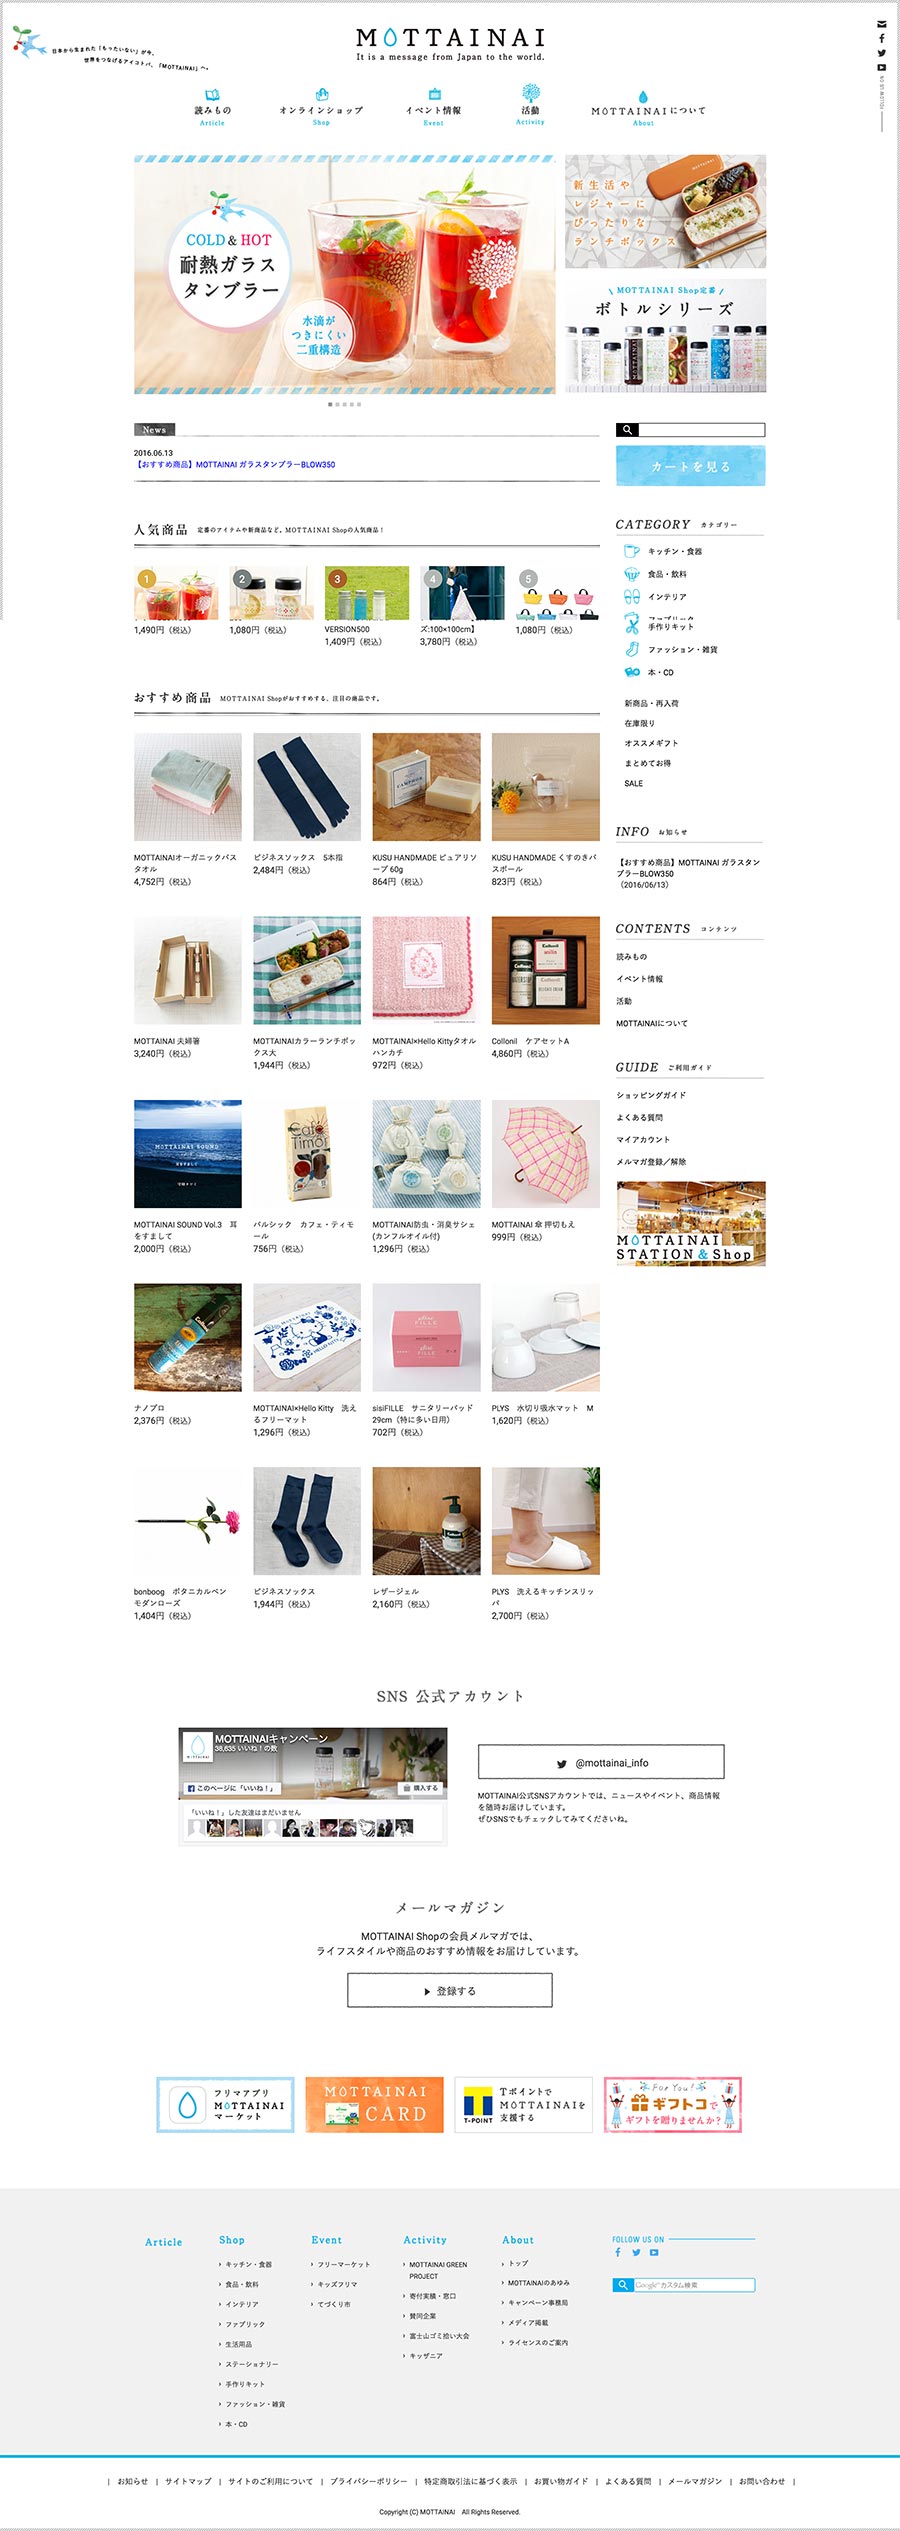 日本から生まれた「もったいない」が今、
世界をつなげるアイコトバ、「MOTTAINAI」へ。
MOTTAINAI
It is a message from Japan to the world.
読みもの
Article
オンラインショップ
Shop
イベント情報
Event
活動
Activity
MOTTAINAIについて
About
COLD & HOT
耐熱ガラス
タンブラー
水滴が
つきにくい
二重構造
新生活や
レジャーに
ぴったりな
ランチボックス
MOTTAINAI Shop定番
ボトルシリーズ
News
2016.06.13
【おすすめ商品】MOTTAINAI ガラスタンブラーBLOW350
カートを見る
人気商品 定番のアイテムや新商品など。MOTTAINAI Shopの人気商品！
1
2
3
4
5
1,490円（税込）
1,080円（税込）
VERSION500
1,409円（税込）
ズ:100×100cm】
3,780円（税込）
1,080円（税込）
CATEGORY カテゴリー
キッチン・食器
食品・飲料
インテリア
ファブリック
手作りキット
ファッション・雑貨
本・CD
新商品・再入荷
在庫限り
オススメギフト
まとめてお得
SALE
おすすめ商品 MOTTAINAI Shopがおすすめする、注目の商品です。
MOTTAINAIオーガニックバス
タオル
4,752円（税込）
ビジネスソックス　5本指
2,484円（税込）
KUSU HANDMADE ピュアリソ
ープ 60g
864円（税込）
KUSU HANDMADE くすのきバ
スボール
823円（税込）
INFO お知らせ
【おすすめ商品】MOTTAINAI ガラスタン
ブラーBLOW350
（2016/06/13）
CONTENTS コンテンツ
読みもの
イベント情報
活動
MOTTAINAIについて
MOTTAINAI 夫婦箸
3,240円（税込）
MOTTAINAIカラーランチボッ
クス大
1,944円（税込）
MOTTAINAI×Hello Kittyタオル
ハンカチ
972円（税込）
Collonil　ケアセットA
4,860円（税込）
GUIDE ご利用ガイド
ショッピングガイド
よくある質問
マイアカウント
メルマガ登録／解除
MOTTAINAI
STATION & Shop
MOTTAINAI SOUND
Café
Timor
MOTTAINAI SOUND Vol.3　耳
をすまして
2,000円（税込）
パルシック　カフェ・ティモ
ール
756円（税込）
MOTTAINAI防虫・消臭サシェ
(カンフルオイル付)
1,296円（税込）
MOTTAINAI 傘 押切もえ
999円（税込）
ナノプロ
2,376円（税込）
MOTTAINAI×Hello Kitty　洗え
るフリーマット
1,296円（税込）
sisiFILLE　サニタリーパッド
29cm（特に多い日用）
702円（税込）
PLYS　水切り吸水マット　M
1,620円（税込）
bonboog　ボタニカルペン
モダンローズ
1,404円（税込）
ビジネスソックス
1,944円（税込）
レザージェル
2,160円（税込）
PLYS　洗えるキッチンスリッ
パ
2,700円（税込）
SNS 公式アカウント
MOTTAINAIキャンペーン
38,635 いいね！の数
このページに「いいね！」
購入する
「いいね！」した友達はまだいません
@mottainai_info
MOTTAINAI公式SNSアカウントでは、ニュースやイベント、商品情報
を随時お届けしています。
ぜひSNSでもチェックしてみてくださいね。
メールマガジン
MOTTAINAI Shopの会員メルマガでは、
ライフスタイルや商品のおすすめ情報をお届けしています。
登録する
フリマアプリ
MOTTAINAI
マーケット
MOTTAINAI
CARD
T-POINT
Tポイントで
MOTTAINAIを
支援する
For You!
ギフトコで
ギフトを贈りませんか？
Article
Shop
キッチン・食器
食品・飲料
インテリア
ファブリック
生活用品
ステーショナリー
手作りキット
ファッション・雑貨
本・CD
Event
フリーマーケット
キッズフリマ
てづくり市
Activity
MOTTAINAI GREEN
PROJECT
寄付実績・窓口
賛同企業
富士山ゴミ拾い大会
キッザニア
About
トップ
MOTTAINAIのあゆみ
キャンペーン事務局
メディア掲載
ライセンスのご案内
FOLLOW US ON
Google カスタム検索
| お知らせ | サイトマップ | サイトのご利用について | プライバシーポリシー | 特定商取引法に基づく表示 | お買い物ガイド | よくある質問 | メールマガジン | お問い合わせ |
Copyright (C) MOTTAINAI　All Rights Reserved.